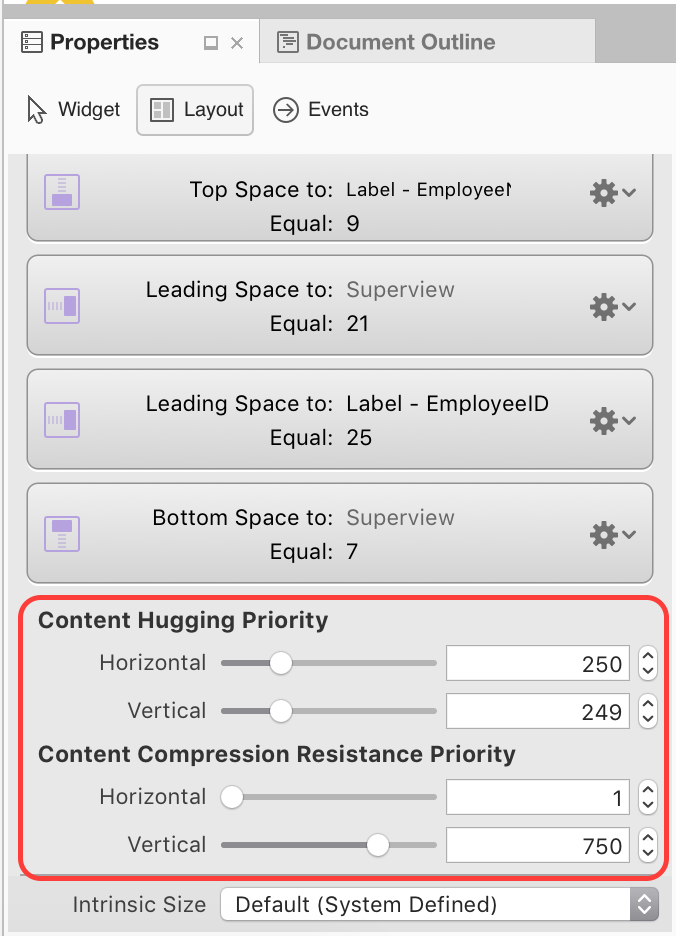 Properties
Document Outline
Widget Layout Events
Top Space to: Label - Employee
Equal: 9
Leading Space to: Superview
Equal: 21
Leading Space to: Label - EmployeeID
Equal: 25
Bottom Space to: Superview
Equal: 7
Content Hugging Priority
Horizontal 250
Vertical 249
Content Compression Resistance Priority
Horizontal 1
Vertical 750
Intrinsic Size Default (System Defined)